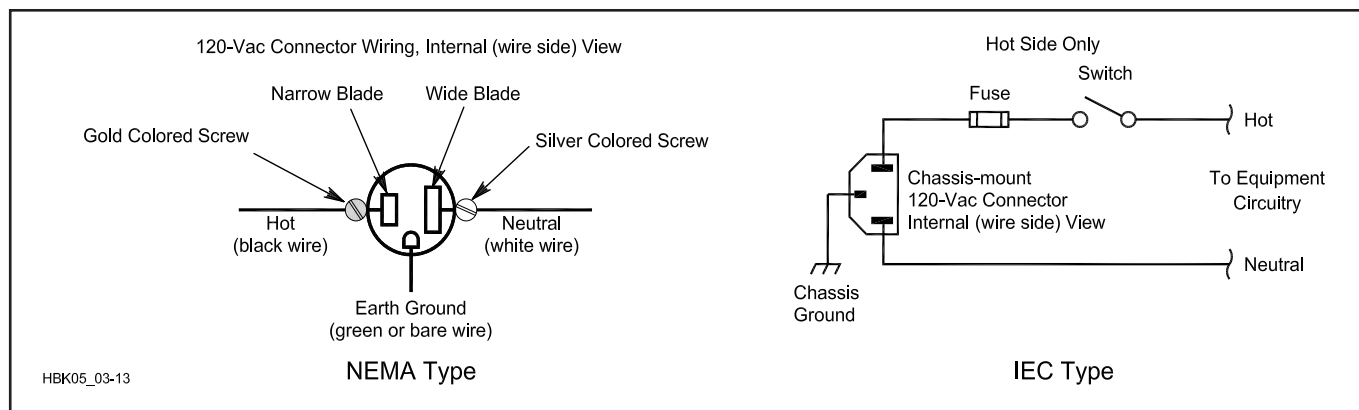 120-Vac Connector Wiring, Internal (wire side) View
Narrow Blade
Wide Blade
Gold Colored Screw
Silver Colored Screw
Hot
(black wire)
Neutral
(white wire)
Earth Ground
(green or bare wire)
NEMA Type
HBK05_03-13
Hot Side Only
Switch
Fuse
Hot
Chassis-mount
120-Vac Connector
Internal (wire side) View
To Equipment
Circuitry
Neutral
Chassis
Ground
IEC Type